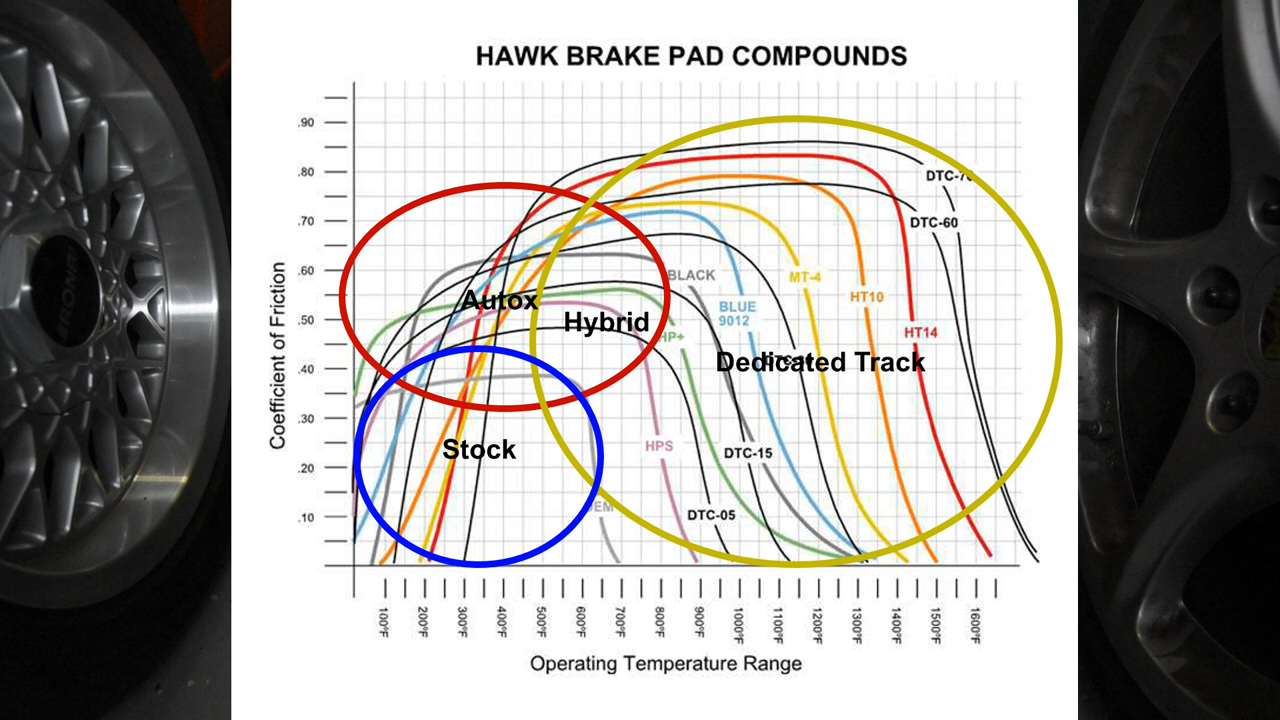 HAWK BRAKE PAD COMPOUNDS
Coefficient of Friction
.90
.80
.70
.60
.50
.40
.30
.20
.10
DTC-70
DTC-60
BLACK
MT-4
HT10
BLUE
9012
HT14
HP+
HPS
DTC-15
DTC-05
Autox
Hybrid
Dedicated Track
Stock
100°F
200°F
300°F
400°F
500°F
600°F
700°F
800°F
900°F
1000°F
1100°F
1200°F
1300°F
1400°F
1500°F
1600°F
Operating Temperature Range